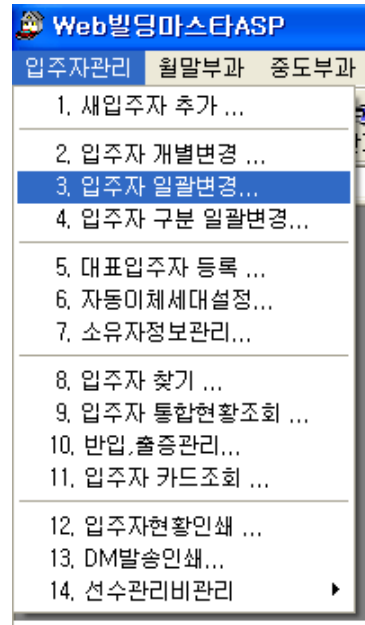 Web빌딩마스타ASP
입주자관리 월말부과 중도부과
1. 새입주자 추가 ...
2. 입주자 개별변경 ...
3. 입주자 일괄변경...
4. 입주자 구분 일괄변경...
5. 대표입주자 등록 ...
6. 자동이체세대설정...
7. 소유자정보관리...
8. 입주자 찾기 ...
9. 입주자 통합현황조회 ...
10. 반입,출증관리...
11. 입주자 카드조회 ...
12. 입주자현황인쇄 ...
13. DM발송인쇄...
14. 선수관리비관리